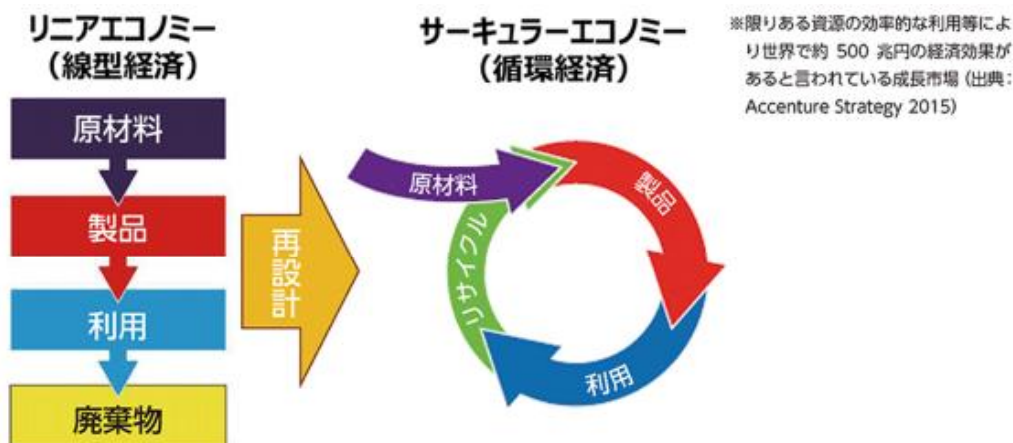 リニアエコノミー
（線型経済）
原材料
製品
利用
廃棄物
再設計
サーキュラーエコノミー
（循環経済）
原材料
製品
利用
リサイクル
※限りある資源の効率的な利用等によ
り世界で約 500 兆円の経済効果が
あると言われている成長市場（出典：
Accenture Strategy 2015）